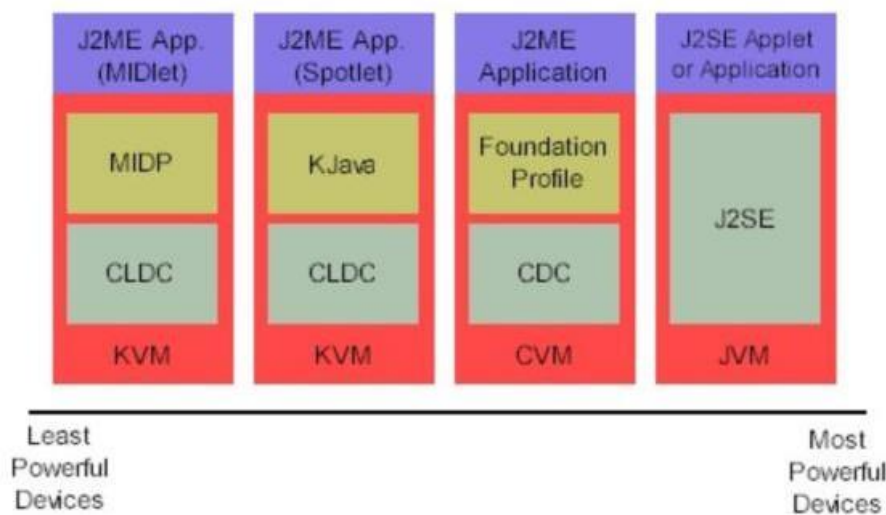 J2ME App.
(MIDlet)
MIDP
CLDC
KVM
J2ME App.
(Spotlet)
KJava
CLDC
KVM
J2ME
Application
Foundation
Profile
CDC
CVM
J2SE Applet
or Application
J2SE
JVM
Least
Powerful
Devices
Most
Powerful
Devices